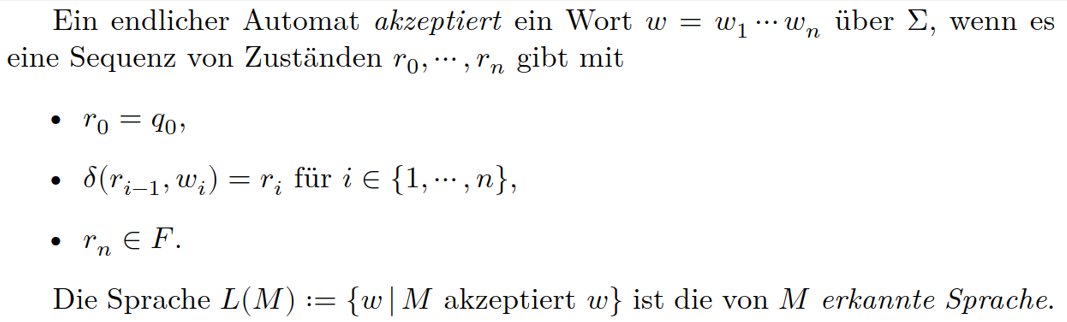 Ein endlicher Automat akzeptiert ein Wort w = w₁ ⋯ wₙ über Σ, wenn es
eine Sequenz von Zuständen r₀, ⋯ , rₙ gibt mit
• r₀ = q₀,
• δ(rᵢ₋₁, wᵢ) = rᵢ für i ∈ {1, ⋯ , n},
• rₙ ∈ F.
Die Sprache L(M) := {w | M akzeptiert w} ist die von M erkannte Sprache.